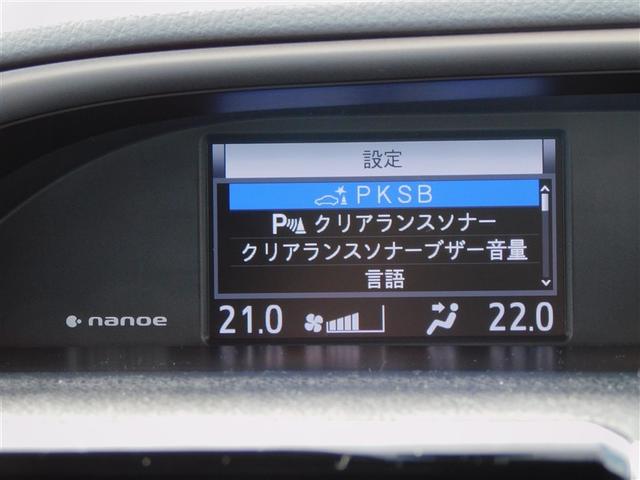 設定
PKSB
P クリアランスソナー
クリアランスソナーブザー音量
言語
21.0 22.0
nanoe